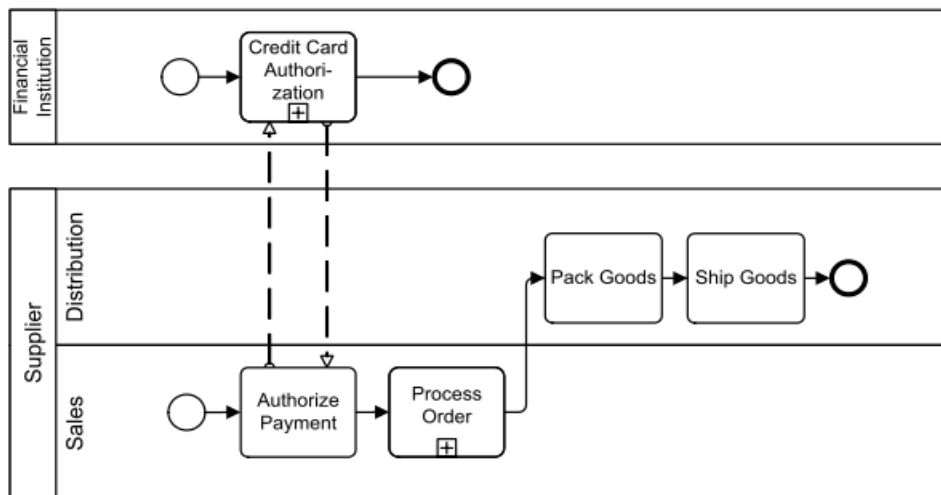 Financial
Institution
Credit Card
Authori-
zation
Supplier
Distribution
Pack Goods
Ship Goods
Sales
Authorize
Payment
Process
Order